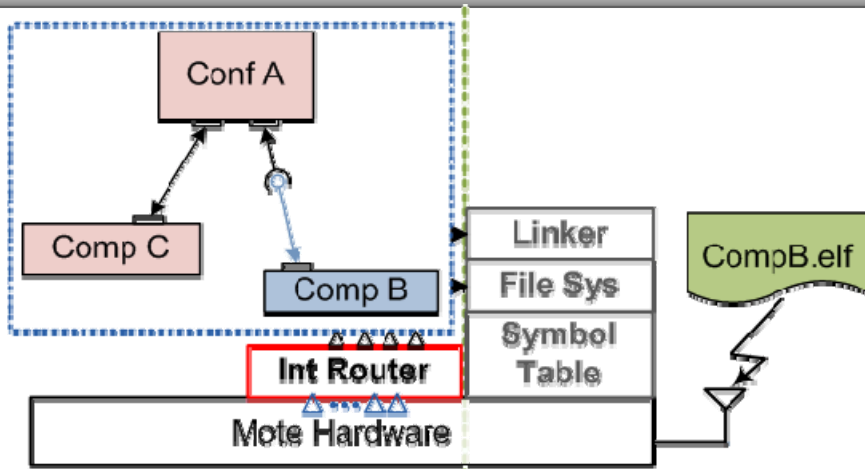 Conf A
Comp C
Comp B
Linker
File Sys
Symbol
Table
CompB.elf
Int Router
Mote Hardware